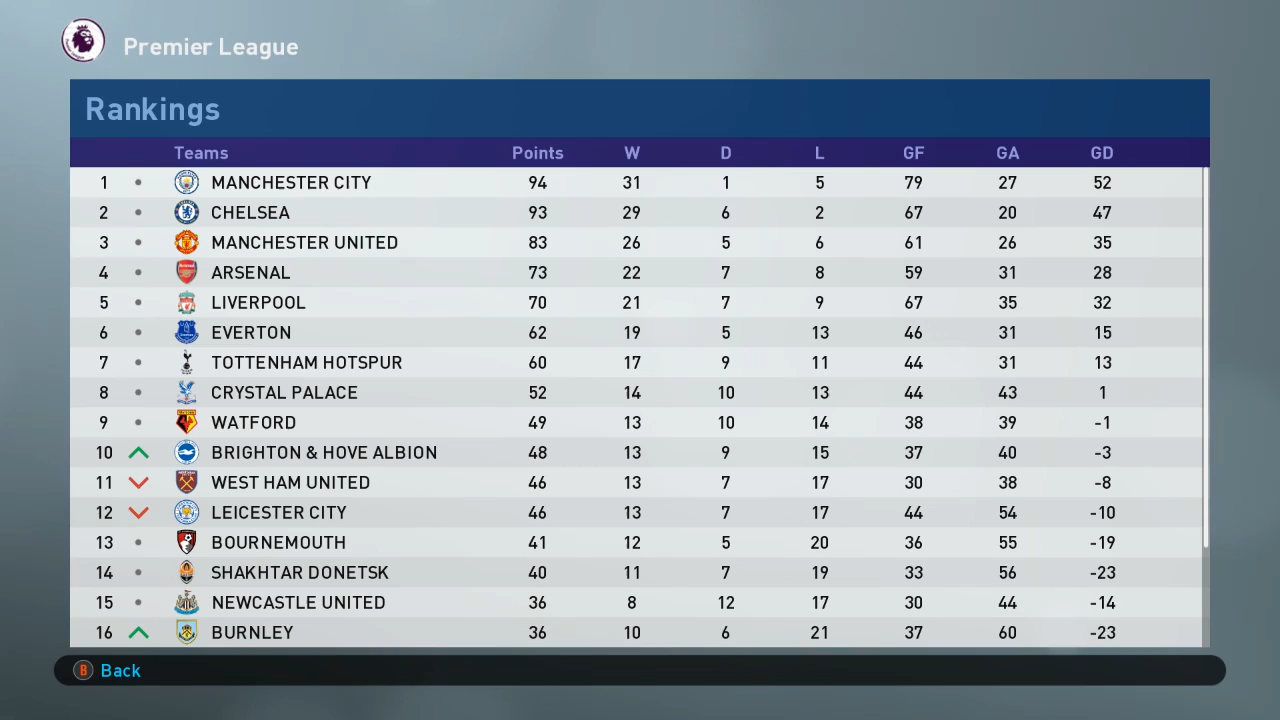 Premier League
Rankings
Teams Points W D L GF GA GD
1 MANCHESTER CITY 94 31 1 5 79 27 52
2 CHELSEA 93 29 6 2 67 20 47
3 MANCHESTER UNITED 83 26 5 6 61 26 35
4 ARSENAL 73 22 7 8 59 31 28
5 LIVERPOOL 70 21 7 9 67 35 32
6 EVERTON 62 19 5 13 46 31 15
7 TOTTENHAM HOTSPUR 60 17 9 11 44 31 13
8 CRYSTAL PALACE 52 14 10 13 44 43 1
9 WATFORD 49 13 10 14 38 39 -1
10 BRIGHTON & HOVE ALBION 48 13 9 15 37 40 -3
11 WEST HAM UNITED 46 13 7 17 30 38 -8
12 LEICESTER CITY 46 13 7 17 44 54 -10
13 BOURNEMOUTH 41 12 5 20 36 55 -19
14 SHAKHTAR DONETSK 40 11 7 19 33 56 -23
15 NEWCASTLE UNITED 36 8 12 17 30 44 -14
16 BURNLEY 36 10 6 21 37 60 -23
B Back